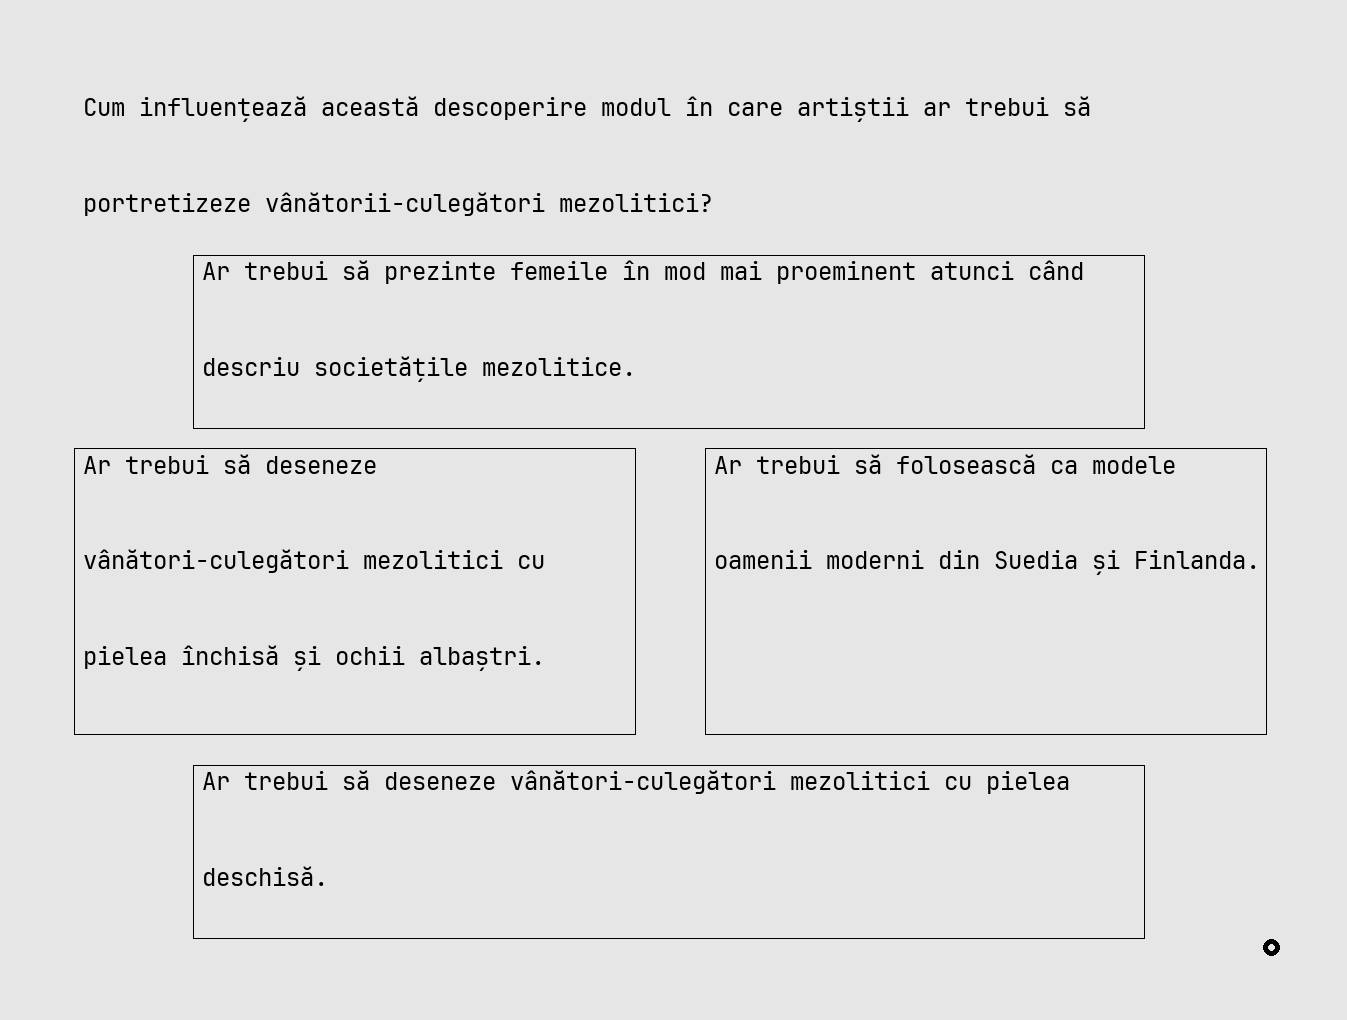 Cum influențează această descoperire modul în care artiștii ar trebui să
portretizeze vânătorii-culegători mezolitici?
Ar trebui să prezinte femeile în mod mai proeminent atunci când
descriu societățile mezolitice.
Ar trebui să deseneze
vânători-culegători mezolitici cu
pielea închisă și ochii albaștri.
Ar trebui să folosească ca modele
oamenii moderni din Suedia și Finlanda.
Ar trebui să deseneze vânători-culegători mezolitici cu pielea
deschisă.